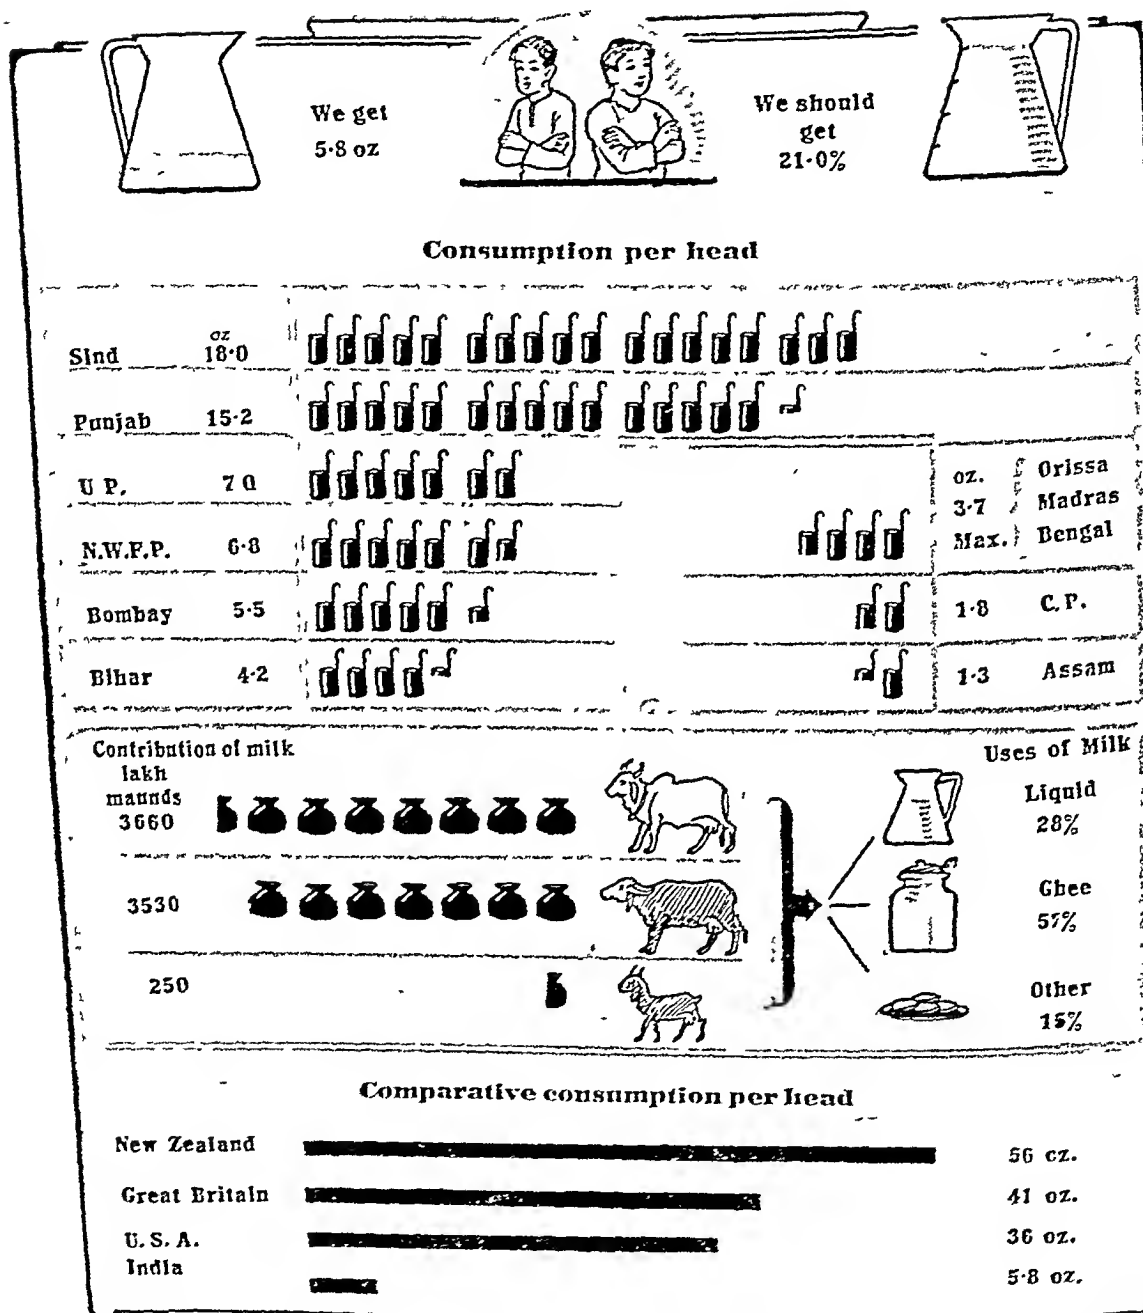 We get
5·8 oz
We should
get
21·0%
Consumption per head
Sind oz 18·0
Punjab 15·2
U P. 7 0
N.W.F.P. 6·8
Bombay 5·5
Bihar 4·2
oz. Orissa
3·7 Madras
Max. Bengal
1·8 C. P.
1·3 Assam
Contribution of milk
lakh
maunds
3660
3530
250
Uses of Milk
Liquid
28%
Ghee
57%
Other
15%
Comparative consumption per head
New Zealand 56 oz.
Great Britain 41 oz.
U. S. A. 36 oz.
India 5·8 oz.